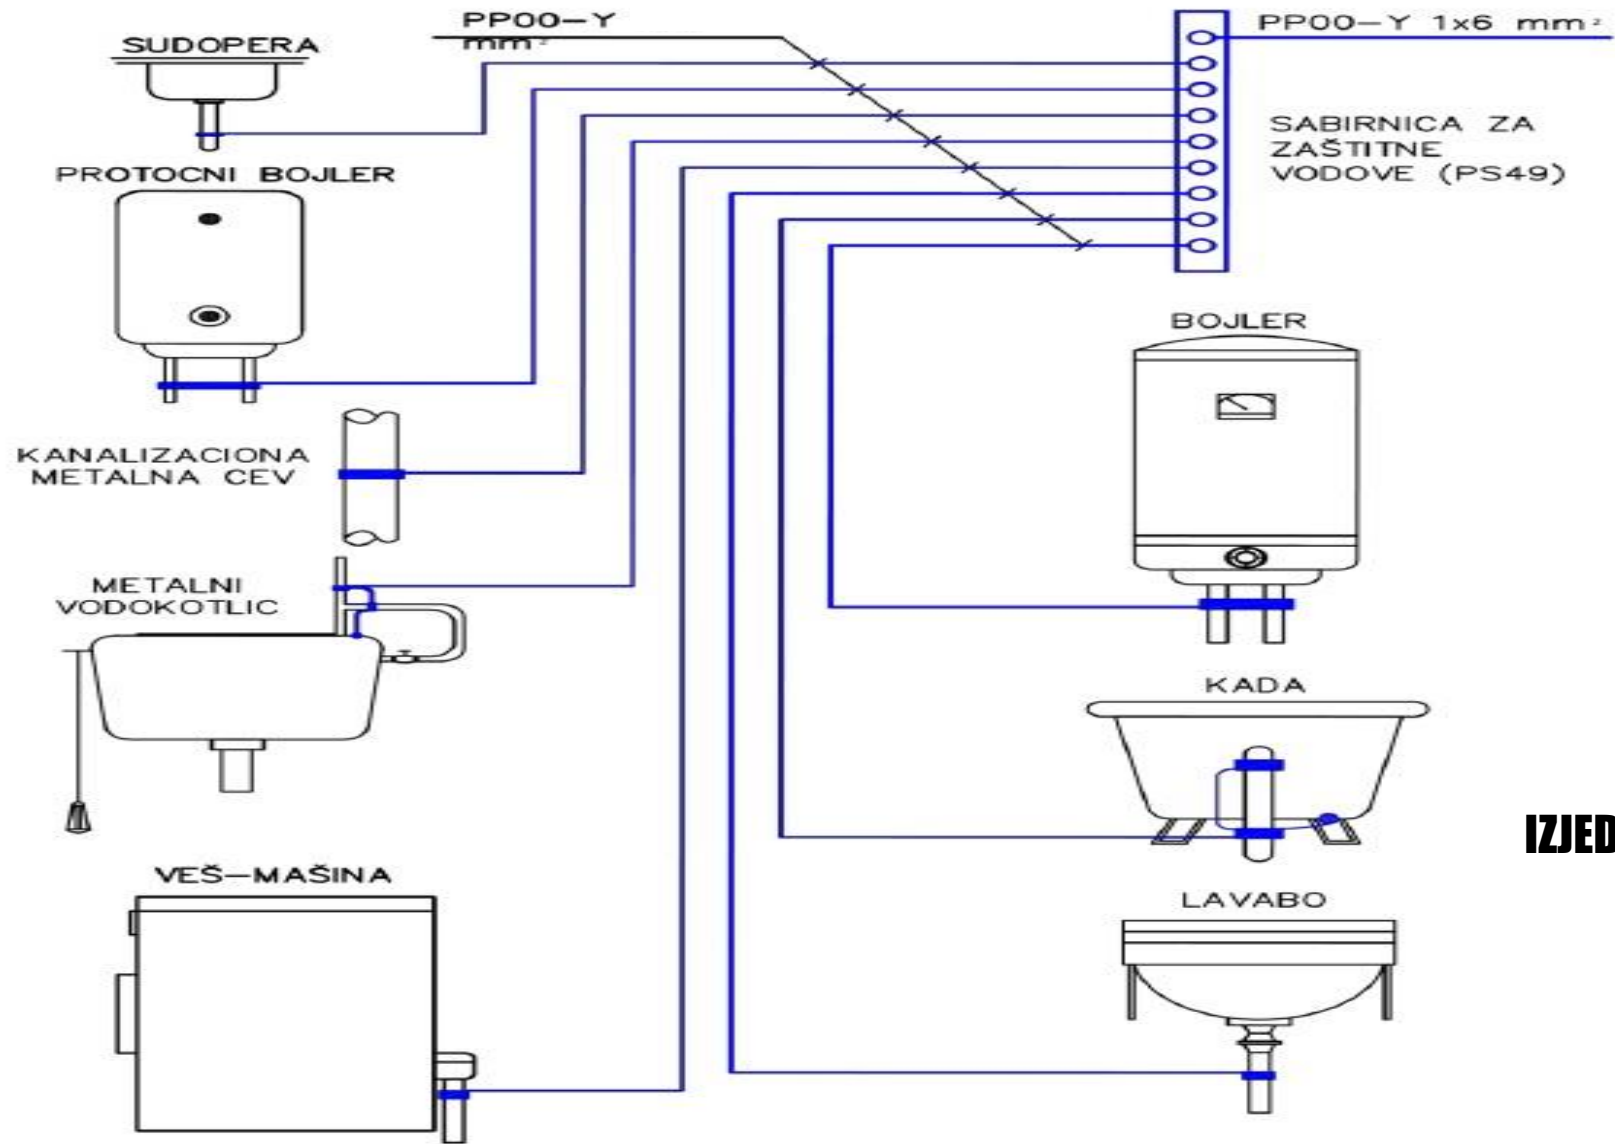 PP00-Y
mm²
PP00-Y 1x6 mm²
SUDOPERA
SABIRNICA ZA
ZAŠTITNE
VODOVE (PS49)
PROTOCNI BOJLER
BOJLER
KANALIZACIONA
METALNA CEV
METALNI
VODOKOTLIC
KADA
IZJED
VEŠ-MAŠINA
LAVABO